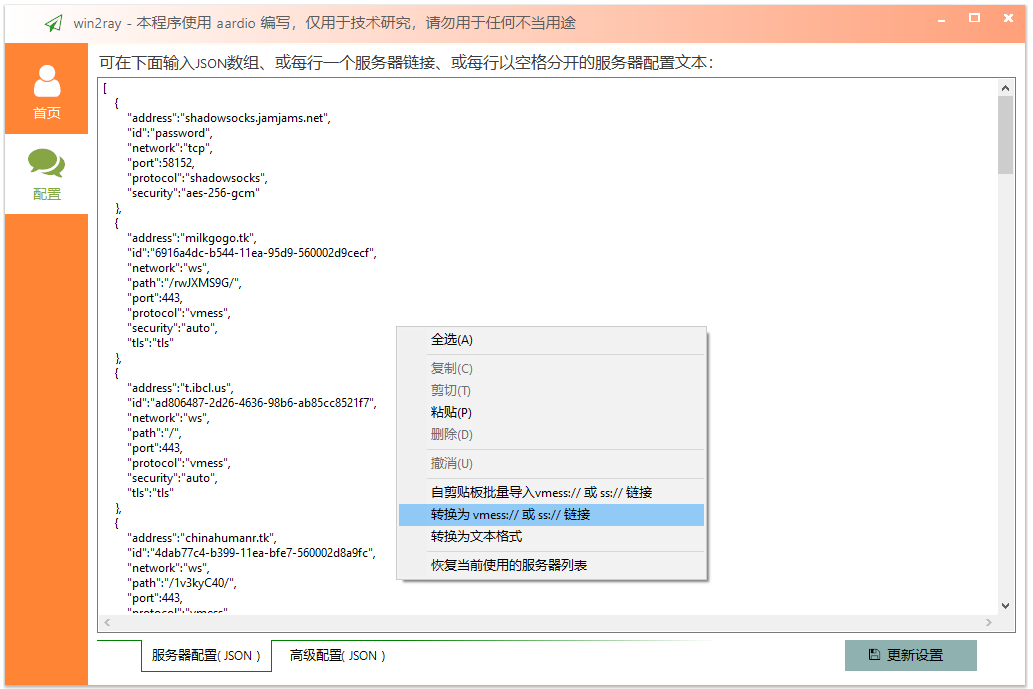 win2ray - 本程序使用 aardio 编写，仅用于技术研究，请勿用于任何不当用途
首页
配置
可在下面输入JSON数组、或每行一个服务器链接、或每行以空格分开的服务器配置文本：
[
{
"address":"shadowsocks.jamjams.net",
"id":"password",
"network":"tcp",
"port":58152,
"protocol":"shadowsocks",
"security":"aes-256-gcm"
},
{
"address":"milkgogo.tk",
"id":"6916a4dc-b544-11ea-95d9-560002d9cecf",
"network":"ws",
"path":"/rwJXMS9G/",
"port":443,
"protocol":"vmess",
"security":"auto",
"tls":"tls"
},
{
"address":"t.ibcl.us",
"id":"ad806487-2d26-4636-98b6-ab85cc8521f7",
"network":"ws",
"path":"/",
"port":443,
"protocol":"vmess",
"security":"auto",
"tls":"tls"
},
{
"address":"chinahumanr.tk",
"id":"4dab77c4-b399-11ea-bfe7-560002d8a9fc",
"network":"ws",
"path":"/1v3kyC40/",
"port":443,
"protocol":"vmess"
全选(A)
复制(C)
剪切(T)
粘贴(P)
删除(D)
撤消(U)
自剪贴板批量导入vmess:// 或 ss:// 链接
转换为 vmess:// 或 ss:// 链接
转换为文本格式
恢复当前使用的服务器列表
服务器配置( JSON )
高级配置( JSON )
更新设置